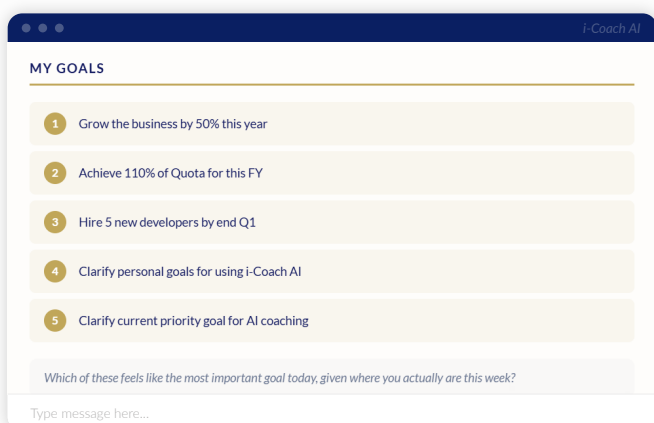 i-Coach AI
MY GOALS
1 Grow the business by 50% this year
2 Achieve 110% of Quota for this FY
3 Hire 5 new developers by end Q1
4 Clarify personal goals for using i-Coach AI
5 Clarify current priority goal for AI coaching
Which of these feels like the most important goal today, given where you actually are this week?
Type message here...